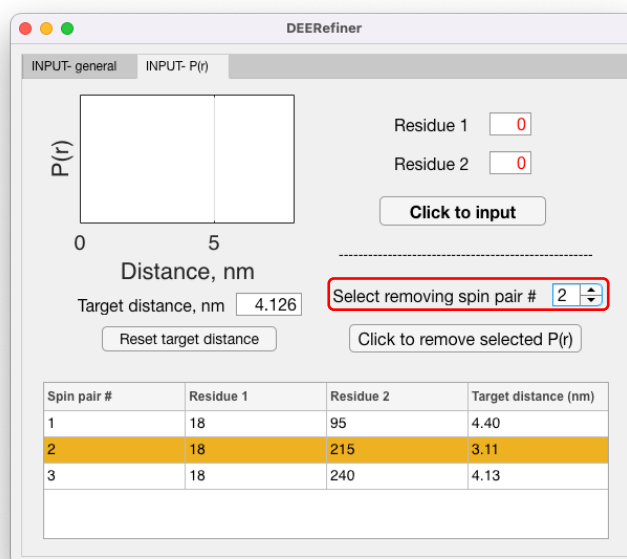 DEERefiner
INPUT- general INPUT- P(r)
P(r)
0 5
Distance, nm
Target distance, nm 4.126
Reset target distance
Residue 1 0
Residue 2 0
Click to input
--------------------------------------------------
Select removing spin pair # 2
Click to remove selected P(r)
Spin pair # Residue 1 Residue 2 Target distance (nm)
1 18 95 4.40
2 18 215 3.11
3 18 240 4.13